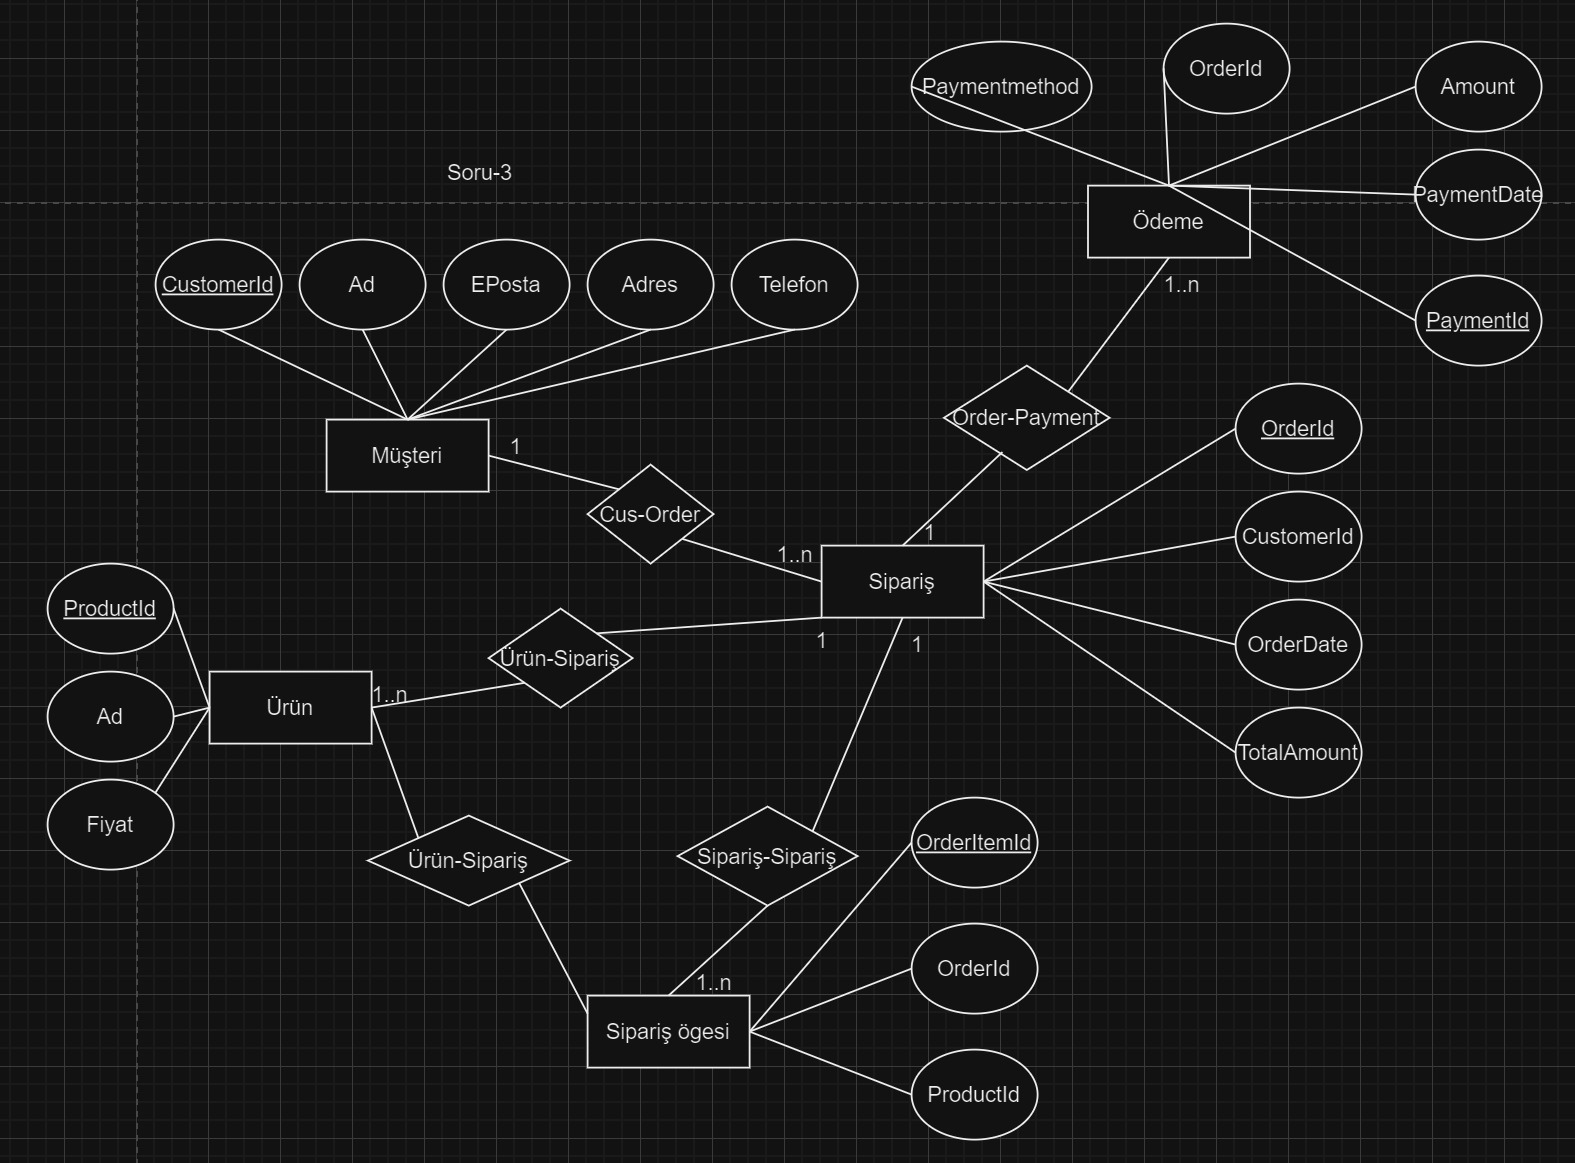 Paymentmethod
OrderId
Amount
PaymentDate
Ödeme
PaymentId
1..n
Soru-3
CustomerId
Ad
EPosta
Adres
Telefon
Müşteri
1
Cus-Order
1..n
Order-Payment
1
Sipariş
OrderId
CustomerId
OrderDate
TotalAmount
1
1
ProductId
Ad
Fiyat
Ürün
1..n
Ürün-Sipariş
Ürün-Sipariş
Sipariş-Sipariş
1..n
Sipariş ögesi
OrderItemId
OrderId
ProductId